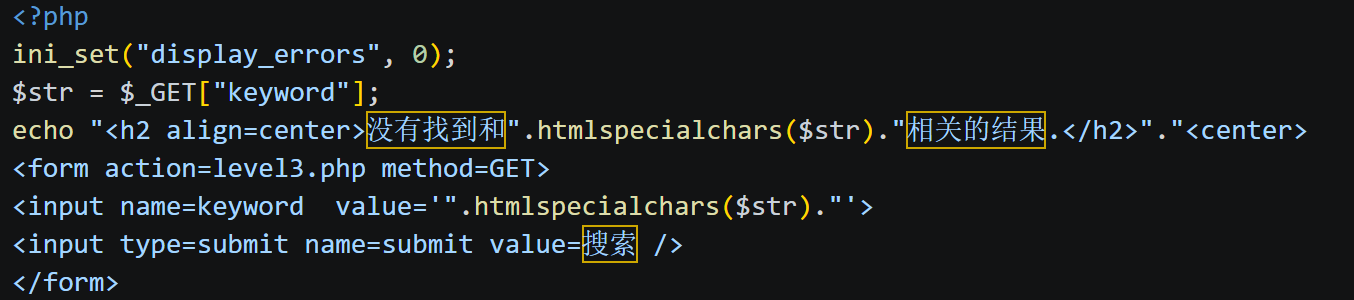 <?php
ini_set("display_errors", 0);
$str = $_GET["keyword"];
echo "<h2 align=center>没有找到和".htmlspecialchars($str)."相关的结果.</h2>"."<center>
<form action=level3.php method=GET>
<input name=keyword  value='".htmlspecialchars($str)."'>
<input type=submit name=submit value=搜索 />
</form>